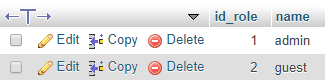 id_role name
Edit Copy Delete 1 admin
Edit Copy Delete 2 guest